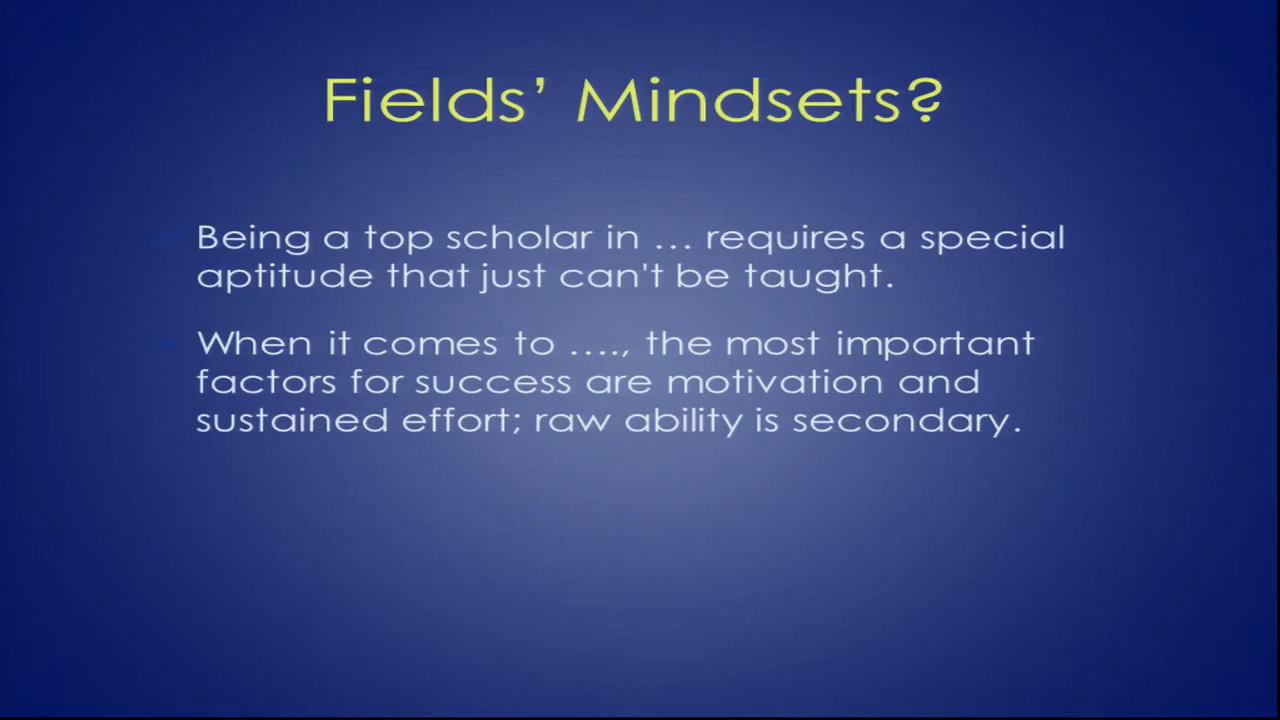 Fields’ Mindsets?
Being a top scholar in … requires a special
aptitude that just can't be taught.
When it comes to …., the most important
factors for success are motivation and
sustained effort; raw ability is secondary.